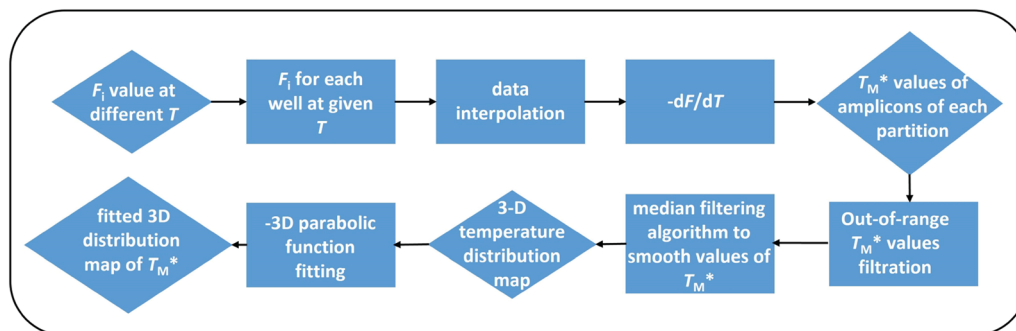 F_i value at
different T
F_i for each
well at given
T
data
interpolation
-dF/dT
T_M* values of
amplicons of each
partition
fitted 3D
distribution
map of T_M*
-3D parabolic
function
fitting
3-D
temperature
distribution
map
median filtering
algorithm to
smooth values of
T_M*
Out-of-range
T_M* values
filtration